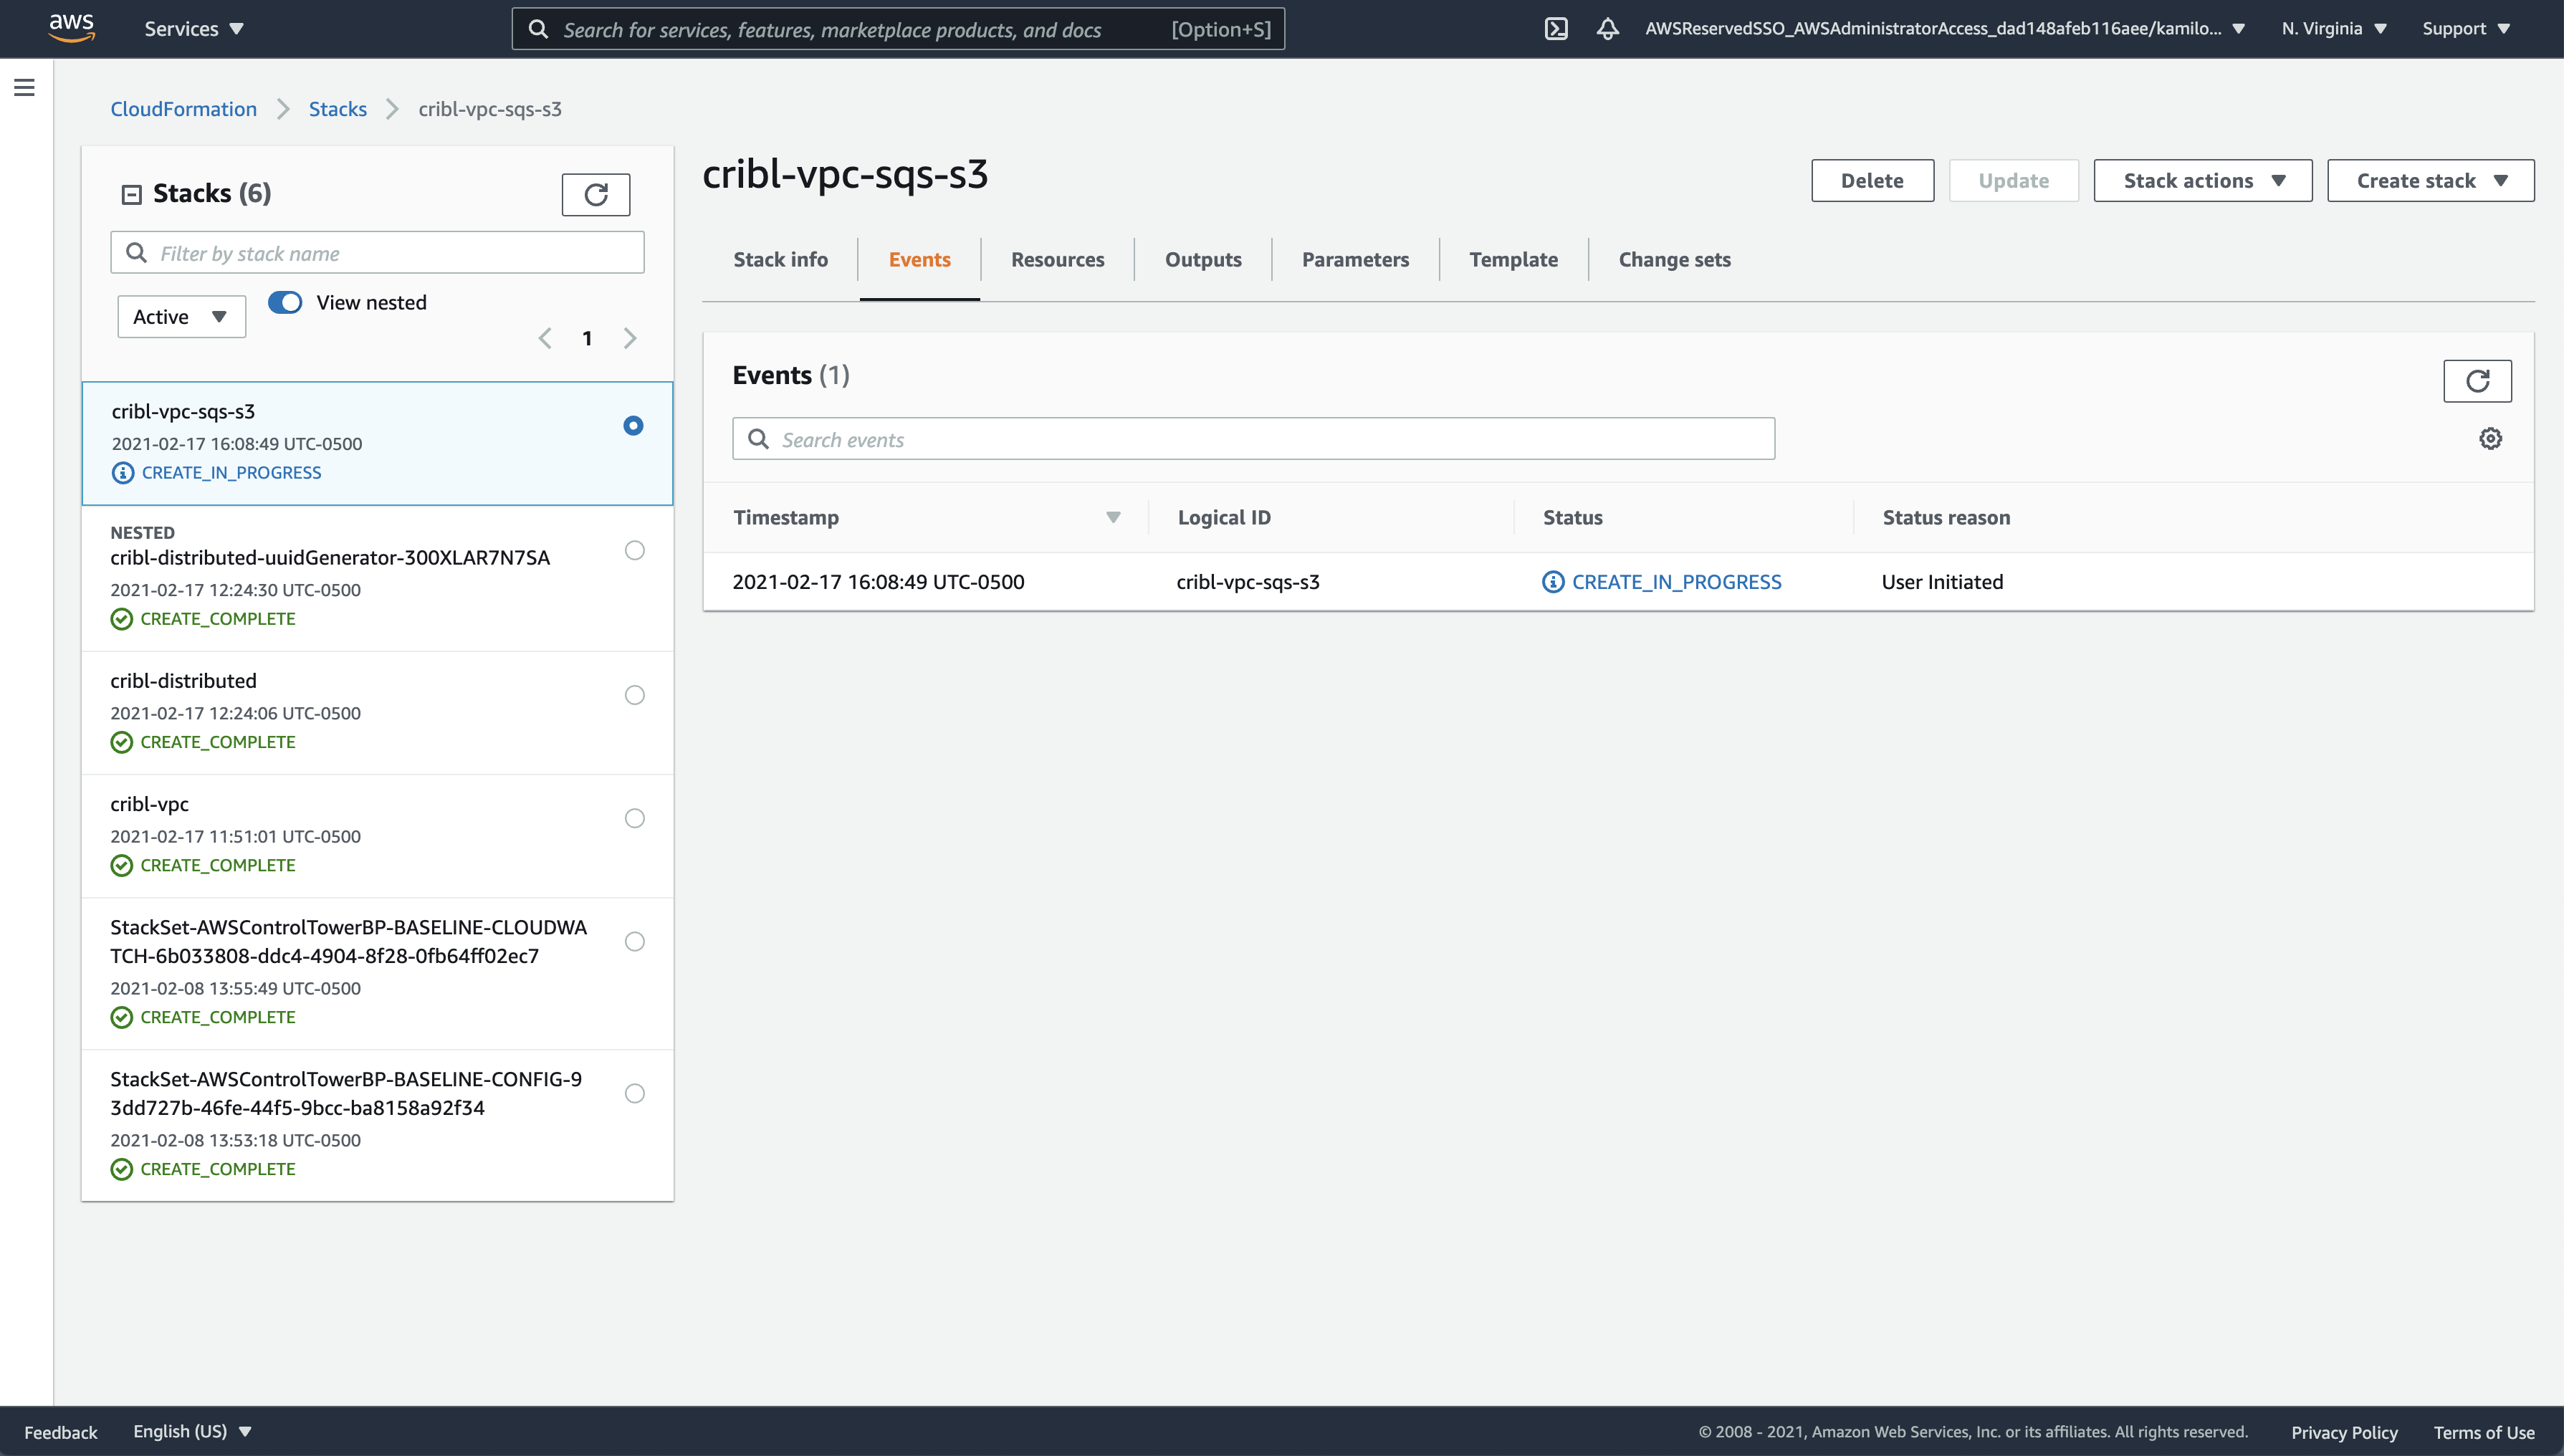 aws
Services
Search for services, features, marketplace products, and docs [Option+S]
AWSReservedSSO_AWSAdministratorAccess_dad148afeb116aee/kamilo...
N. Virginia
Support
CloudFormation
Stacks
cribl-vpc-sqs-s3
Stacks (6)
Filter by stack name
Active
View nested
1
cribl-vpc-sqs-s3
2021-02-17 16:08:49 UTC-0500
CREATE_IN_PROGRESS
NESTED
cribl-distributed-uuidGenerator-300XLAR7N7SA
2021-02-17 12:24:30 UTC-0500
CREATE_COMPLETE
cribl-distributed
2021-02-17 12:24:06 UTC-0500
CREATE_COMPLETE
cribl-vpc
2021-02-17 11:51:01 UTC-0500
CREATE_COMPLETE
StackSet-AWSControlTowerBP-BASELINE-CLOUDWA
TCH-6b033808-ddc4-4904-8f28-0fb64ff02ec7
2021-02-08 13:55:49 UTC-0500
CREATE_COMPLETE
StackSet-AWSControlTowerBP-BASELINE-CONFIG-9
3dd727b-46fe-44f5-9bcc-ba8158a92f34
2021-02-08 13:53:18 UTC-0500
CREATE_COMPLETE
cribl-vpc-sqs-s3
Delete
Update
Stack actions
Create stack
Stack info
Events
Resources
Outputs
Parameters
Template
Change sets
Events (1)
Search events
Timestamp
Logical ID
Status
Status reason
2021-02-17 16:08:49 UTC-0500
cribl-vpc-sqs-s3
CREATE_IN_PROGRESS
User Initiated
Feedback
English (US)
© 2008 - 2021, Amazon Web Services, Inc. or its affiliates. All rights reserved.
Privacy Policy
Terms of Use